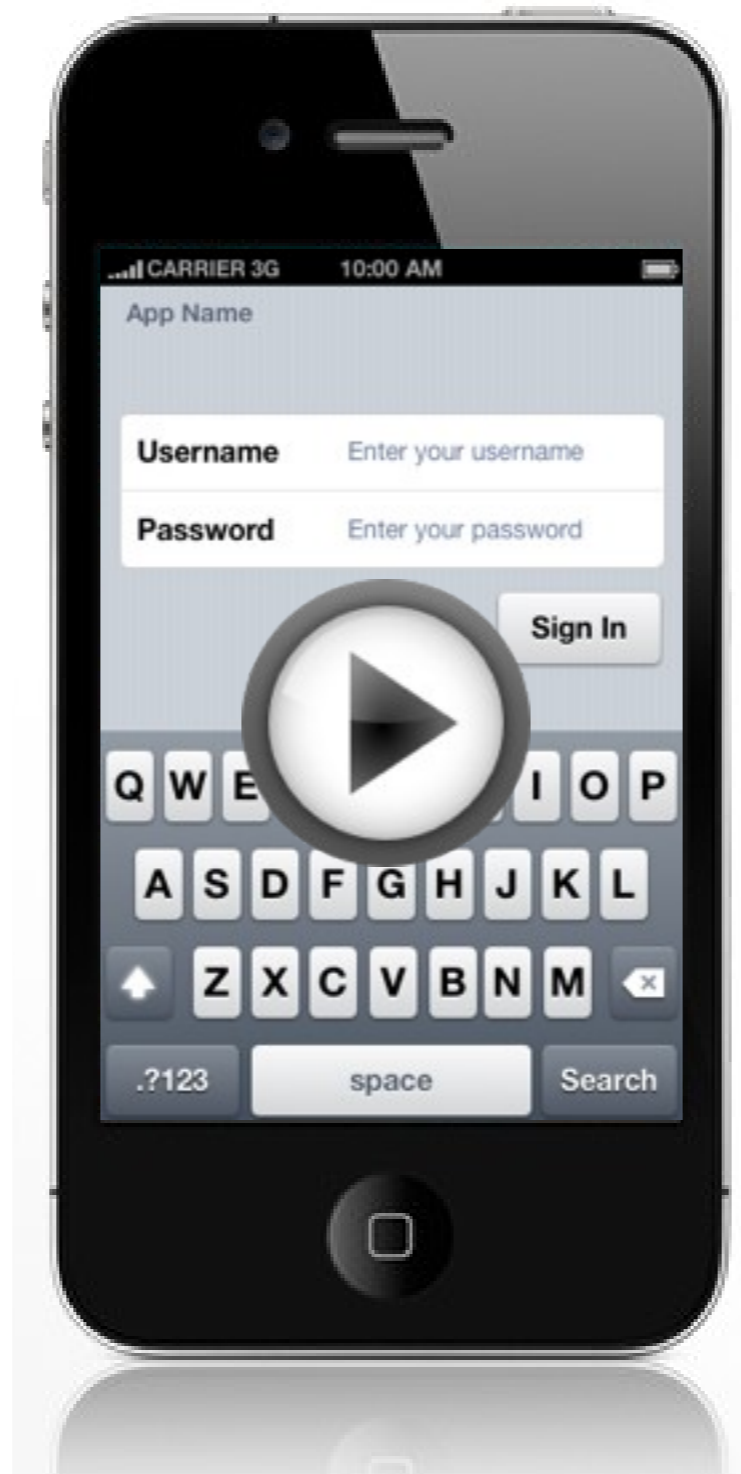 CARRIER 3G 10:00 AM
App Name
Username Enter your username
Password Enter your password
Sign In
Q W E I O P
A S D F G H J K L
Z X C V B N M
.?123 space Search